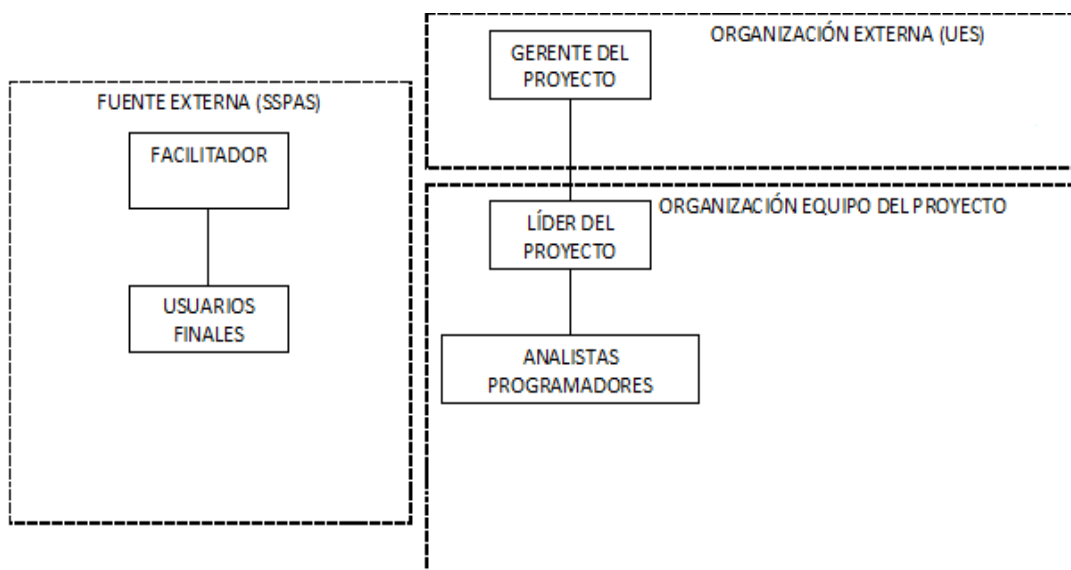 ORGANIZACIÓN EXTERNA (UES)
GERENTE DEL
PROYECTO
FUENTE EXTERNA (SSPAS)
FACILITADOR
USUARIOS
FINALES
ORGANIZACIÓN EQUIPO DEL PROYECTO
LÍDER DEL
PROYECTO
ANALISTAS
PROGRAMADORES